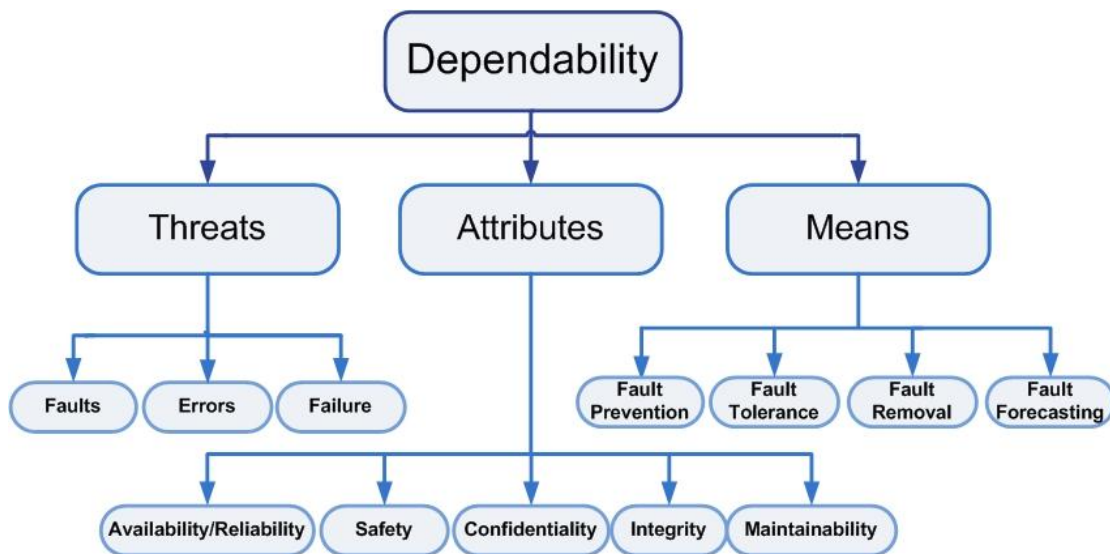 Dependability
Threats
Attributes
Means
Faults
Errors
Failure
Fault
Prevention
Fault
Tolerance
Fault
Removal
Fault
Forecasting
Availability/Reliability
Safety
Confidentiality
Integrity
Maintainability